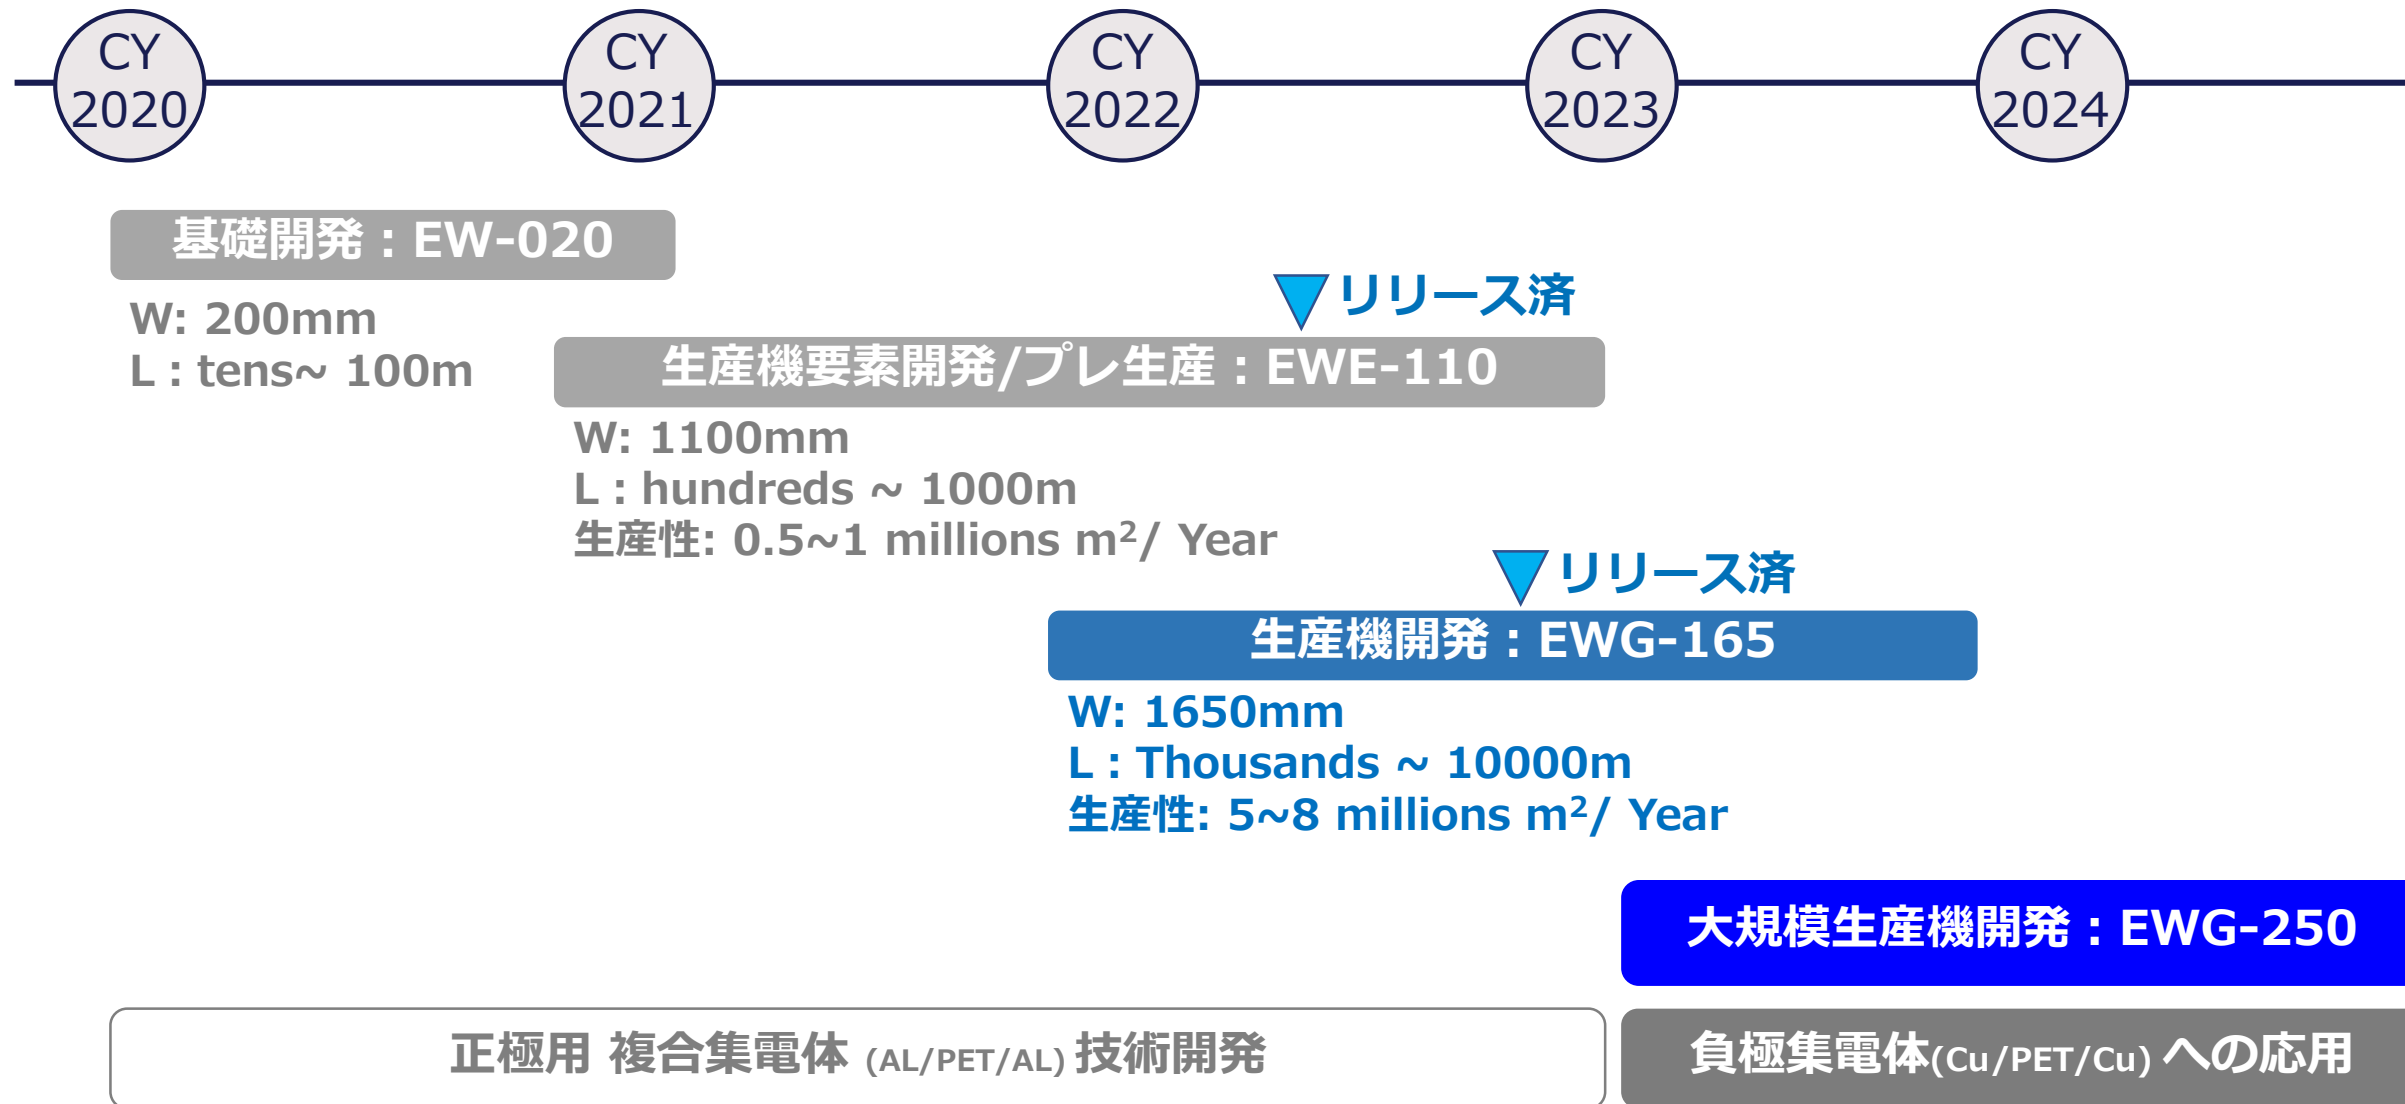 CY
2020
CY
2021
CY
2022
CY
2023
CY
2024
基礎開発：EW-020
W: 200mm
L：tens~ 100m
リリース済
生産機要素開発/プレ生産：EWE-110
W: 1100mm
L：hundreds ~ 1000m
生産性: 0.5~1 millions m²/ Year
リリース済
生産機開発：EWG-165
W: 1650mm
L：Thousands ~ 10000m
生産性: 5~8 millions m²/ Year
大規模生産機開発：EWG-250
正極用 複合集電体 (AL/PET/AL) 技術開発
負極集電体(Cu/PET/Cu) への応用